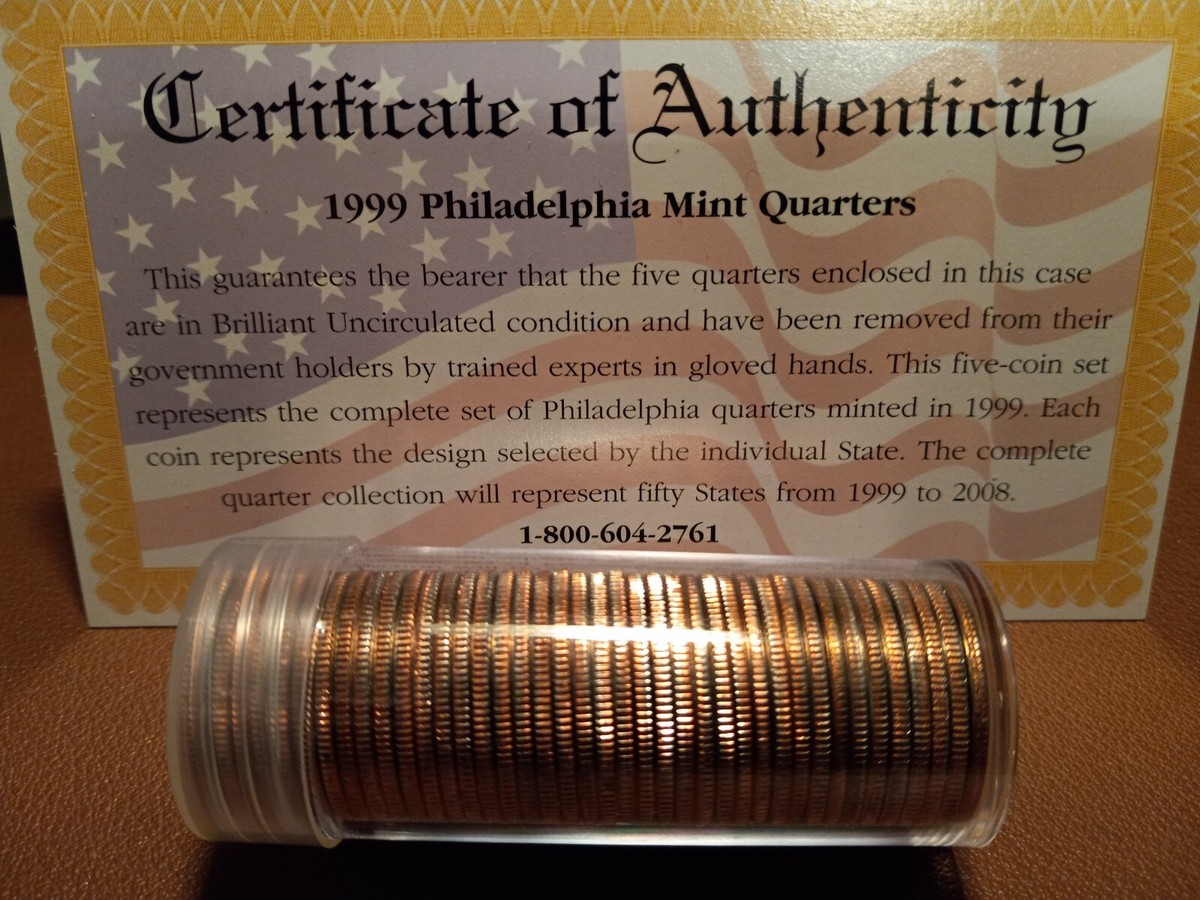 Certificate of Authenticity
1999 Philadelphia Mint Quarters
This guarantees the bearer that the five quarters enclosed in this case
are in Brilliant Uncirculated condition and have been removed from their
government holders by trained experts in gloved hands. This five-coin set
represents the complete set of Philadelphia quarters minted in 1999. Each
coin represents the design selected by the individual State. The complete
quarter collection will represent fifty States from 1999 to 2008.
1-800-604-2761